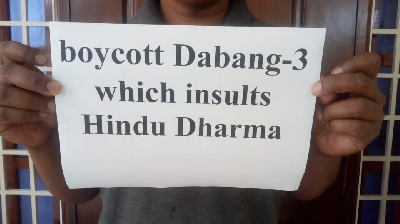 boycott Dabang-3
which insults
Hindu Dharma